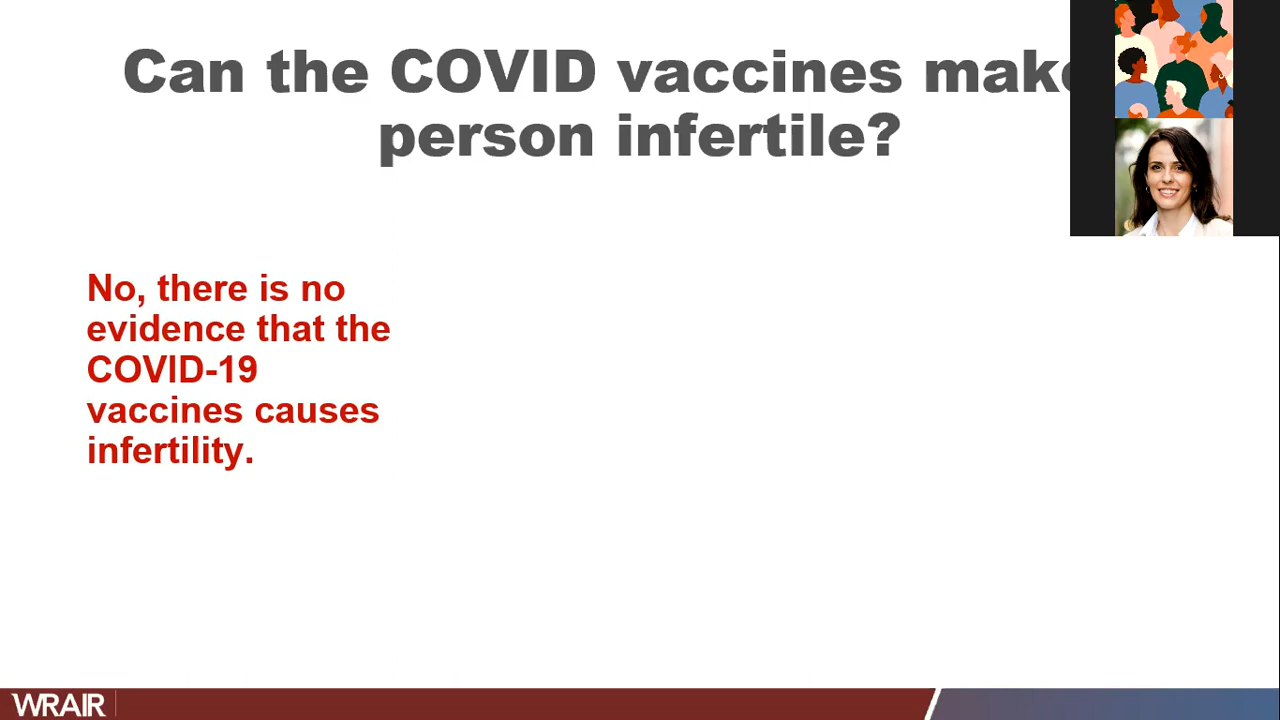 Can the COVID vaccines make
person infertile?
No, there is no
evidence that the
COVID-19
vaccines causes
infertility.
WRAIR